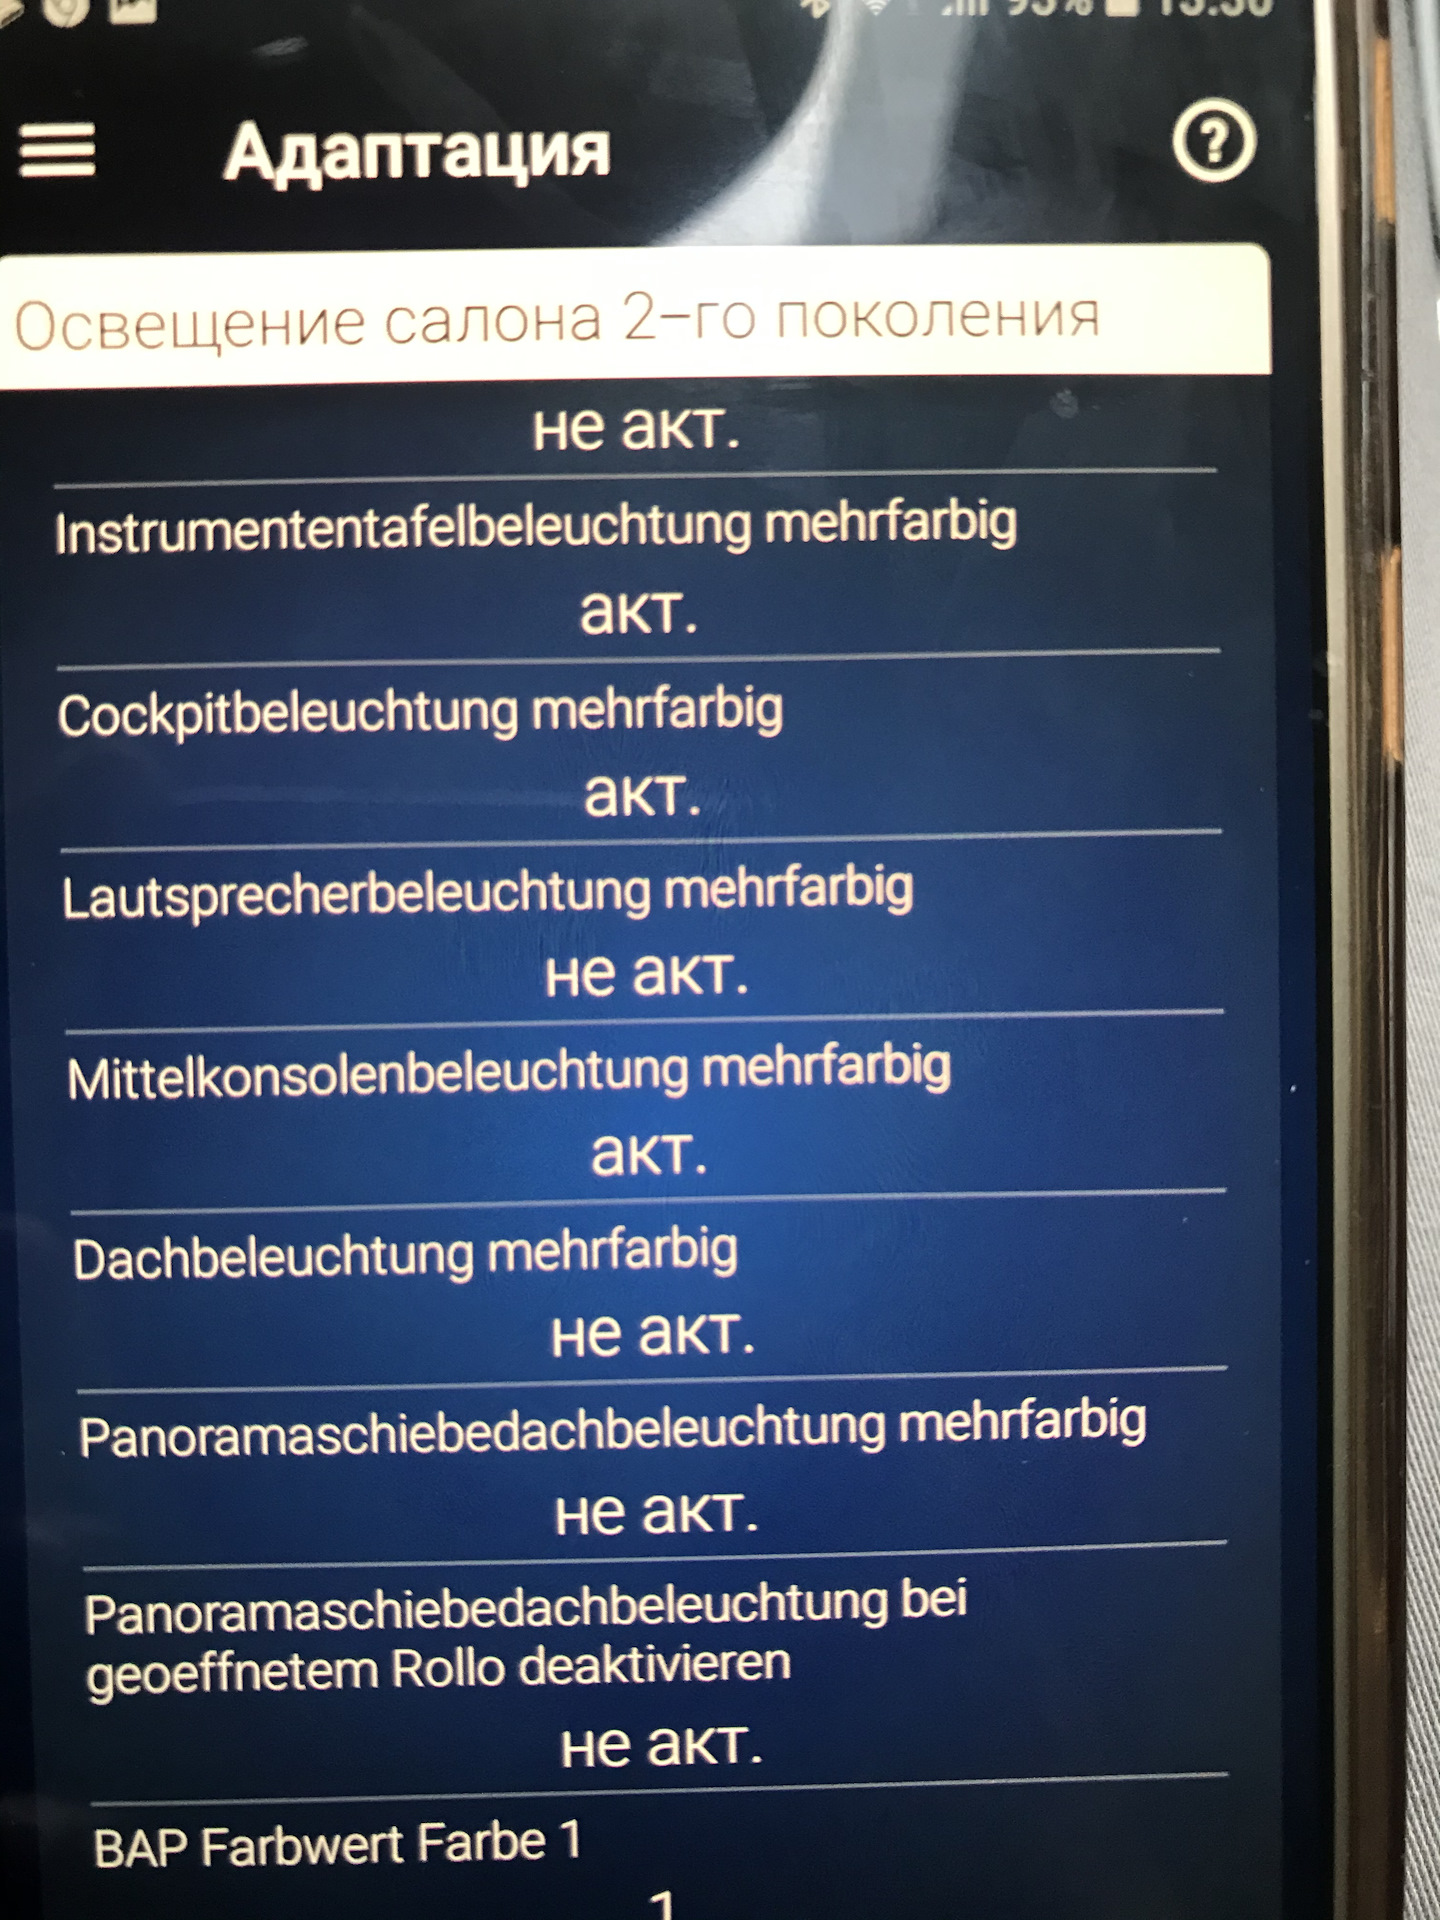 Адаптация
Освещение салона 2-го поколения
не акт.
Instrumententafelbeleuchtung mehrfarbig
акт.
Cockpitbeleuchtung mehrfarbig
акт.
Lautsprecherbeleuchtung mehrfarbig
не акт.
Mittelkonsolenbeleuchtung mehrfarbig
акт.
Dachbeleuchtung mehrfarbig
не акт.
Panoramaschiebedachbeleuchtung mehrfarbig
не акт.
Panoramaschiebedachbeleuchtung bei
geoeffnetem Rollo deaktivieren
не акт.
BAP Farbwert Farbe 1
1